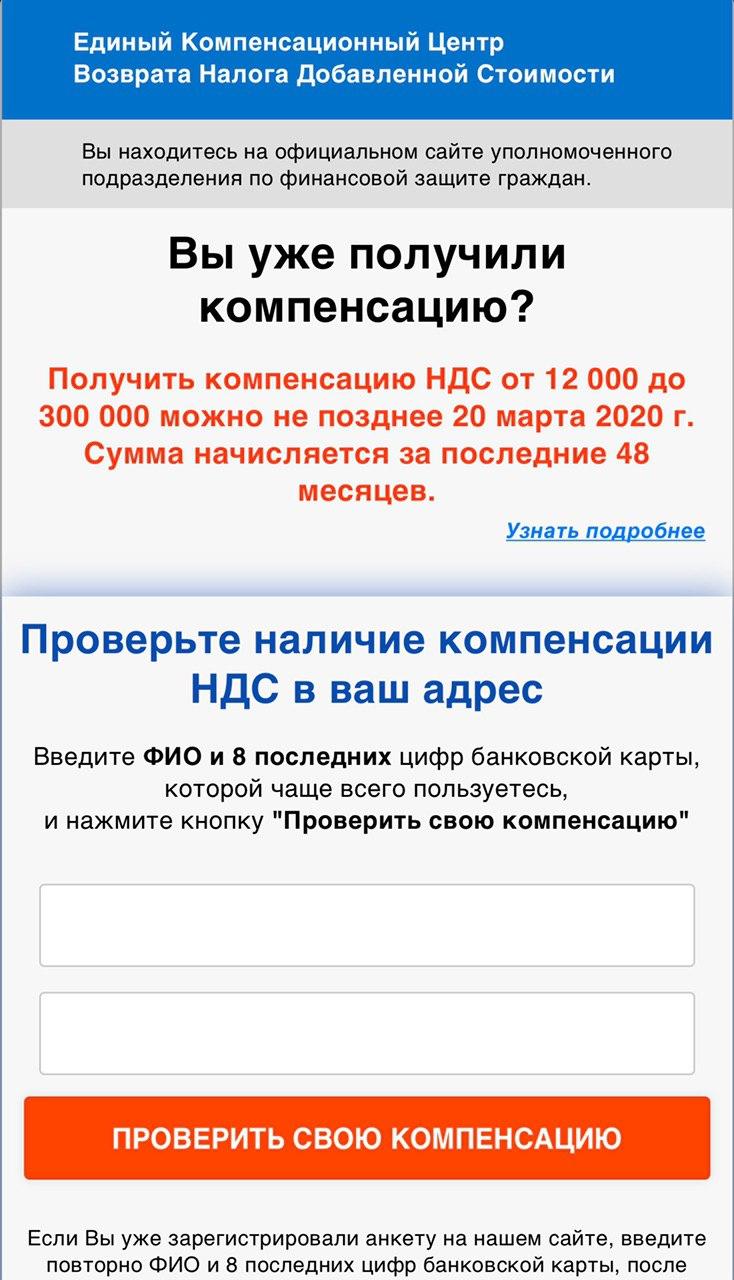 Единый Компенсационный Центр
Возврата Налога Добавленной Стоимости
Вы находитесь на официальном сайте уполномоченного
подразделения по финансовой защите граждан.
Вы уже получили
компенсацию?
Получить компенсацию НДС от 12 000 до
300 000 можно не позднее 20 марта 2020 г.
Сумма начисляется за последние 48
месяцев.
Узнать подробнее
Проверьте наличие компенсации
НДС в ваш адрес
Введите ФИО и 8 последних цифр банковской карты,
которой чаще всего пользуетесь,
и нажмите кнопку "Проверить свою компенсацию"
ПРОВЕРИТЬ СВОЮ КОМПЕНСАЦИЮ
Если Вы уже зарегистрировали анкету на нашем сайте, введите
повторно ФИО и 8 последних цифр банковской карты, после